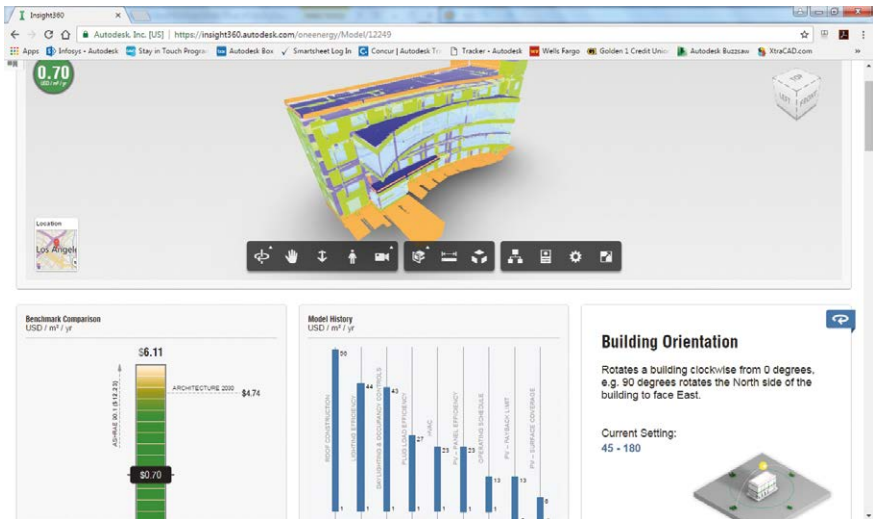 Insight360
Autodesk, Inc. [US] | https://insight360.autodesk.com/oneenergy/Model/12249
Apps Infosys - Autodesk Stay in Touch Progra Autodesk Box Smartsheet Log In Concur | Autodesk Tr Tracker - Autodesk Wells Fargo Golden 1 Credit Unio Autodesk Buzzsaw XtraCAD.com »
0.70
USD / m² / yr
TOP
LEFT FRONT
Location
Los Angel
Benchmark Comparison
USD / m² / yr
$6.11
ARCHITECTURE 2030
$4.74
ASHRAE 90.1 ($12.23)
$0.70
Model History
USD / m² / yr
ROOF CONSTRUCTION
LIGHTING EFFICIENCY
44
DAYLIGHTING & OCCUPANCY CONTROLS
43
PLUG LOAD EFFICIENCY
27
HVAC
23
PV - PANEL EFFICIENCY
23
OPERATING SCHEDULE
13
PV - PAYBACK LIMIT
13
PV - SURFACE COVERAGE
1 1 1 1 1 1 1
Building Orientation
Rotates a building clockwise from 0 degrees,
e.g. 90 degrees rotates the North side of the
building to face East.
Current Setting:
45 - 180